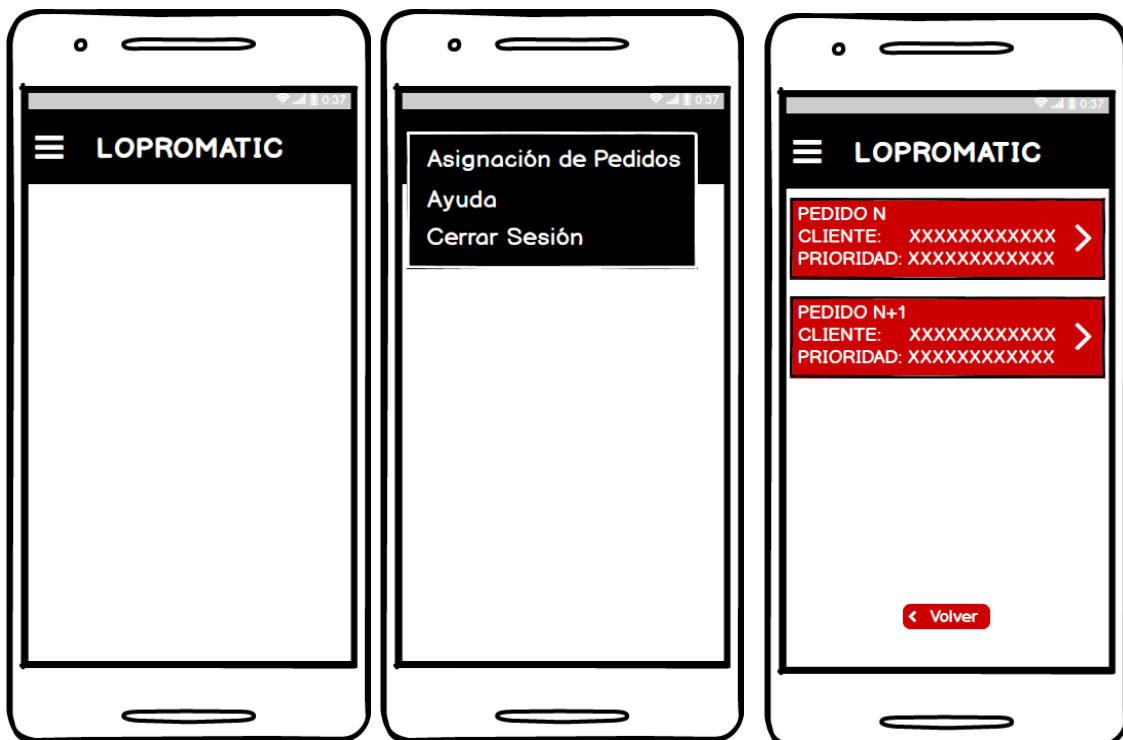 0:37
LOPROMATIC
0:37
Asignación de Pedidos
Ayuda
Cerrar Sesión
0:37
LOPROMATIC
PEDIDO N
CLIENTE: XXXXXXXXXXXX
PRIORIDAD: XXXXXXXXXXXX
PEDIDO N+1
CLIENTE: XXXXXXXXXXXX
PRIORIDAD: XXXXXXXXXXXX
Volver